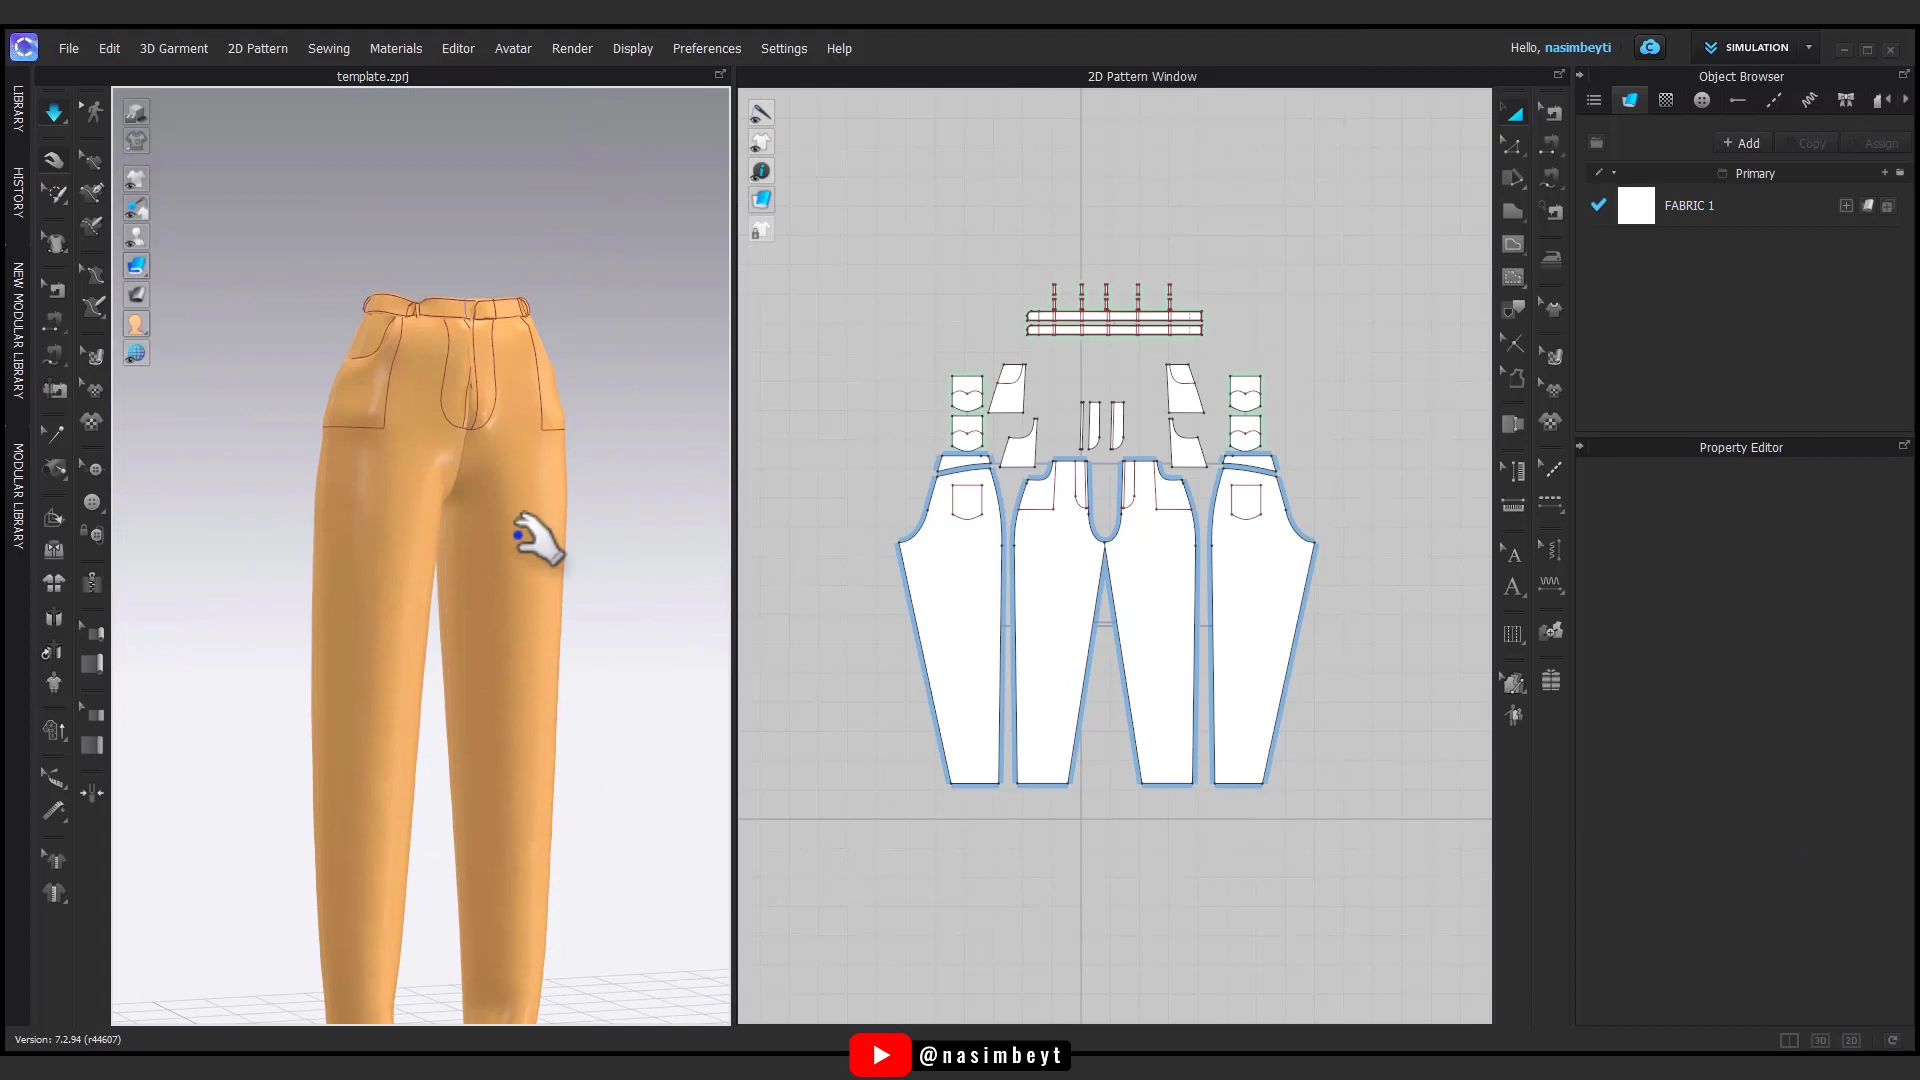 File Edit 3D Garment 2D Pattern Sewing Materials Editor Avatar Render Display Preferences Settings Help
Hello, nasimbeyti
SIMULATION
template.zprj
2D Pattern Window
Object Browser
LIBRARY
HISTORY
NEW MODULAR LIBRARY
MODULAR LIBRARY
+ Add
Copy
Assign
Primary
FABRIC 1
Property Editor
A
A
Version: 7.2.94 (r44607)
3D
2D
@nasimbeyt